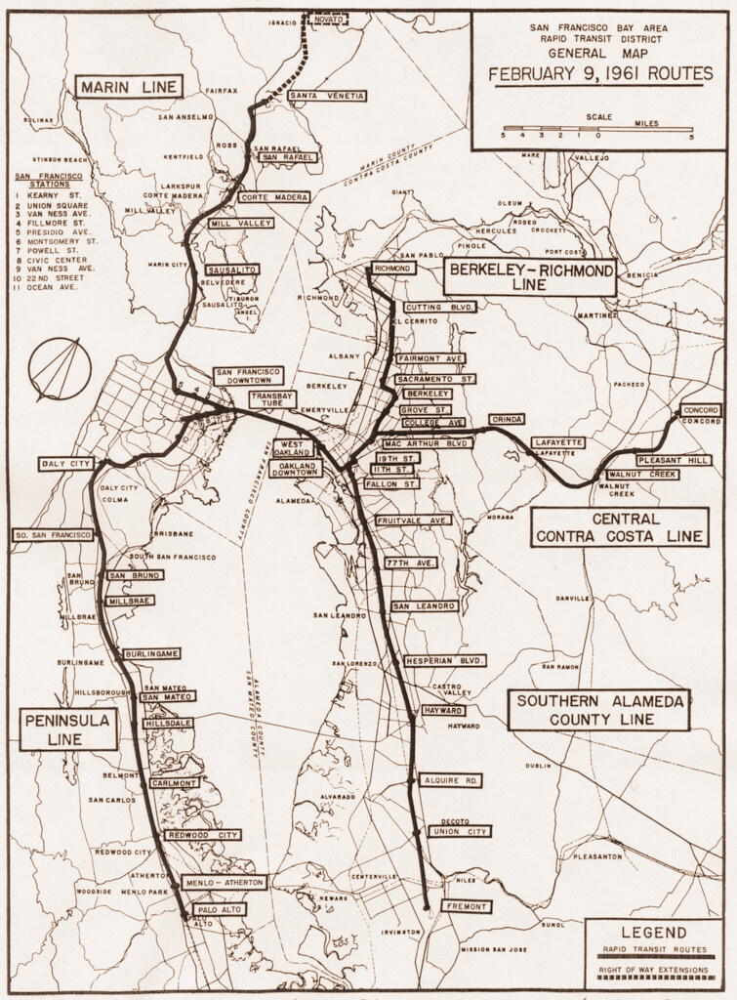 SAN FRANCISCO BAY AREA
RAPID TRANSIT DISTRICT
GENERAL MAP
FEBRUARY 9, 1961 ROUTES
SCALE
MILES
5 4 3 2 1 0 5
IGNACIO
NOVATO
MARIN LINE
FAIRFAX
SANTA VENETIA
SAN ANSELMO
BOLINAS
ROSS
SAN RAFAEL
SAN RAFAEL
KENTFIELD
STINSON BEACH
MARIN COUNTY
CONTRA COSTA COUNTY
MARE I.
VALLEJO
SAN FRANCISCO
STATIONS
1 KEARNY ST.
2 UNION SQUARE
3 VAN NESS AVE.
4 FILLMORE ST.
5 PRESIDIO AVE.
6 MONTGOMERY ST.
7 POWELL ST.
8 CIVIC CENTER
9 VAN NESS AVE.
10 22ND STREET
11 OCEAN AVE.
LARKSPUR
CORTE MADERA
CORTE MADERA
MILL VALLEY
MILL VALLEY
GIANT
OLEUM
RODEO
HERCULES
CROCKETT
PINOLE
PORT COSTA
SAN PABLO
MARIN CITY
SAUSALITO
RICHMOND
BERKELEY-RICHMOND
LINE
BENICIA
BELVEDERE
TIBURON
SAUSALITO
ANGEL I.
RICHMOND
CUTTING BLVD.
EL CERRITO
MARTINEZ
ALBANY
FAIRMONT AVE
SAN FRANCISCO
DOWNTOWN
SACRAMENTO ST.
BERKELEY
BERKELEY
PACHECO
5 4
TRANSBAY
TUBE
EMERYVILLE
GROVE ST.
COLLEGE AVE
ORINDA
CONCORD
CONCORD
MAC ARTHUR BLVD
LAFAYETTE
LAFAYETTE
WEST
OAKLAND
19TH ST.
PLEASANT HILL
DALY CITY
OAKLAND
DOWNTOWN
11TH ST.
WALNUT CREEK
FALLON ST.
WALNUT
CREEK
DALY CITY
COLMA
SAN FRANCISCO COUNTY
ALAMEDA
MORAGA
FRUITVALE AVE.
CENTRAL
CONTRA COSTA LINE
SO. SAN FRANCISCO
BRISBANE
SOUTH SAN FRANCISCO
77TH AVE.
SAN BRUNO
SAN BRUNO
MILLBRAE
MILLBRAE
DANVILLE
SAN LEANDRO
SAN LEANDRO
BURLINGAME
BURLINGAME
SAN LORENZO
HESPERIAN BLVD.
SAN RAMON
ALAMEDA COUNTY
SAN MATEO COUNTY
HILLSBOROUGH
SAN MATEO
SAN MATEO
CASTRO
VALLEY
SOUTHERN ALAMEDA
COUNTY LINE
PENINSULA
LINE
HILLSDALE
HAYWARD
HAYWARD
DUBLIN
BELMONT
CARLMONT
ALQUIRE RD.
SAN CARLOS
ALVARADO
DECOTO
UNION CITY
REDWOOD CITY
REDWOOD CITY
PLEASANTON
ATHERTON
MENLO-ATHERTON
CENTERVILLE
NILES
WOODSIDE
MENLO PARK
NEWARK
PALO ALTO
PALO
ALTO
FREMONT
IRVINGTON
SUNOL
MISSION SAN JOSE
LEGEND
RAPID TRANSIT ROUTES
RIGHT OF WAY EXTENSIONS